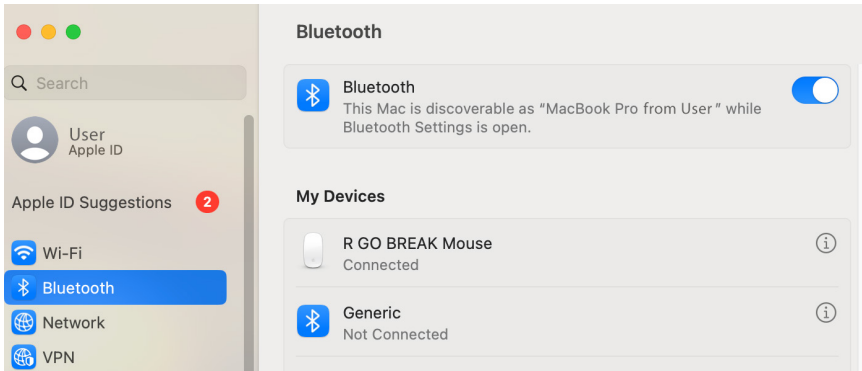 Bluetooth
Search
Bluetooth
This Mac is discoverable as “MacBook Pro from User” while
Bluetooth Settings is open.
User
Apple ID
Apple ID Suggestions 2
My Devices
Wi-Fi
Bluetooth
Network
VPN
R GO BREAK Mouse
Connected
Generic
Not Connected